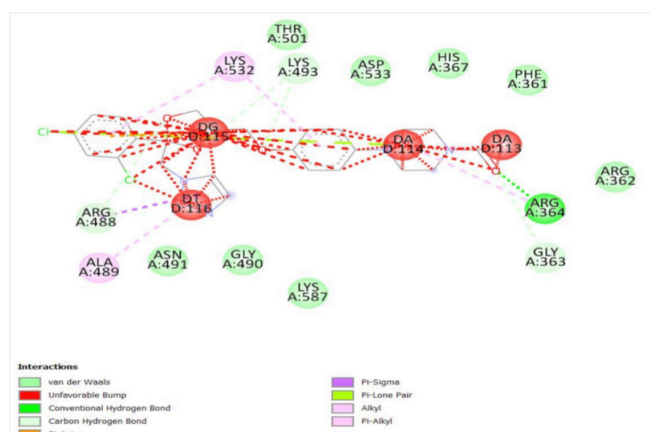 THR
A:501
LYS
A:532
LYS
A:493
ASP
A:533
HIS
A:367
PHE
A:361
Cl
DG
D:115
DA
D:114
DA
D:113
ARG
A:362
ARG
A:488
DT
D:116
ARG
A:364
ALA
A:489
ASN
A:491
GLY
A:490
GLY
A:363
LYS
A:587
Interactions
van der Waals
Unfavorable Bump
Conventional Hydrogen Bond
Carbon Hydrogen Bond
Pi-Sigma
Pi-Lone Pair
Alkyl
Pi-Alkyl